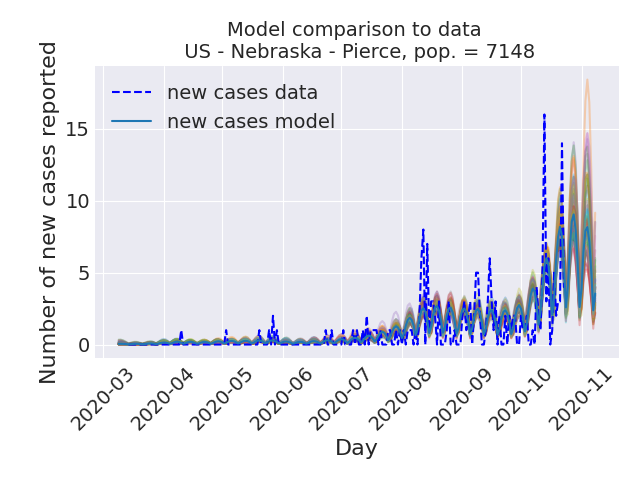 Model comparison to data
US - Nebraska - Pierce, pop. = 7148
Number of new cases reported
new cases data
new cases model
15
10
5
0
2020-03
2020-04
2020-05
2020-06
2020-07
2020-08
2020-09
2020-10
2020-11
Day